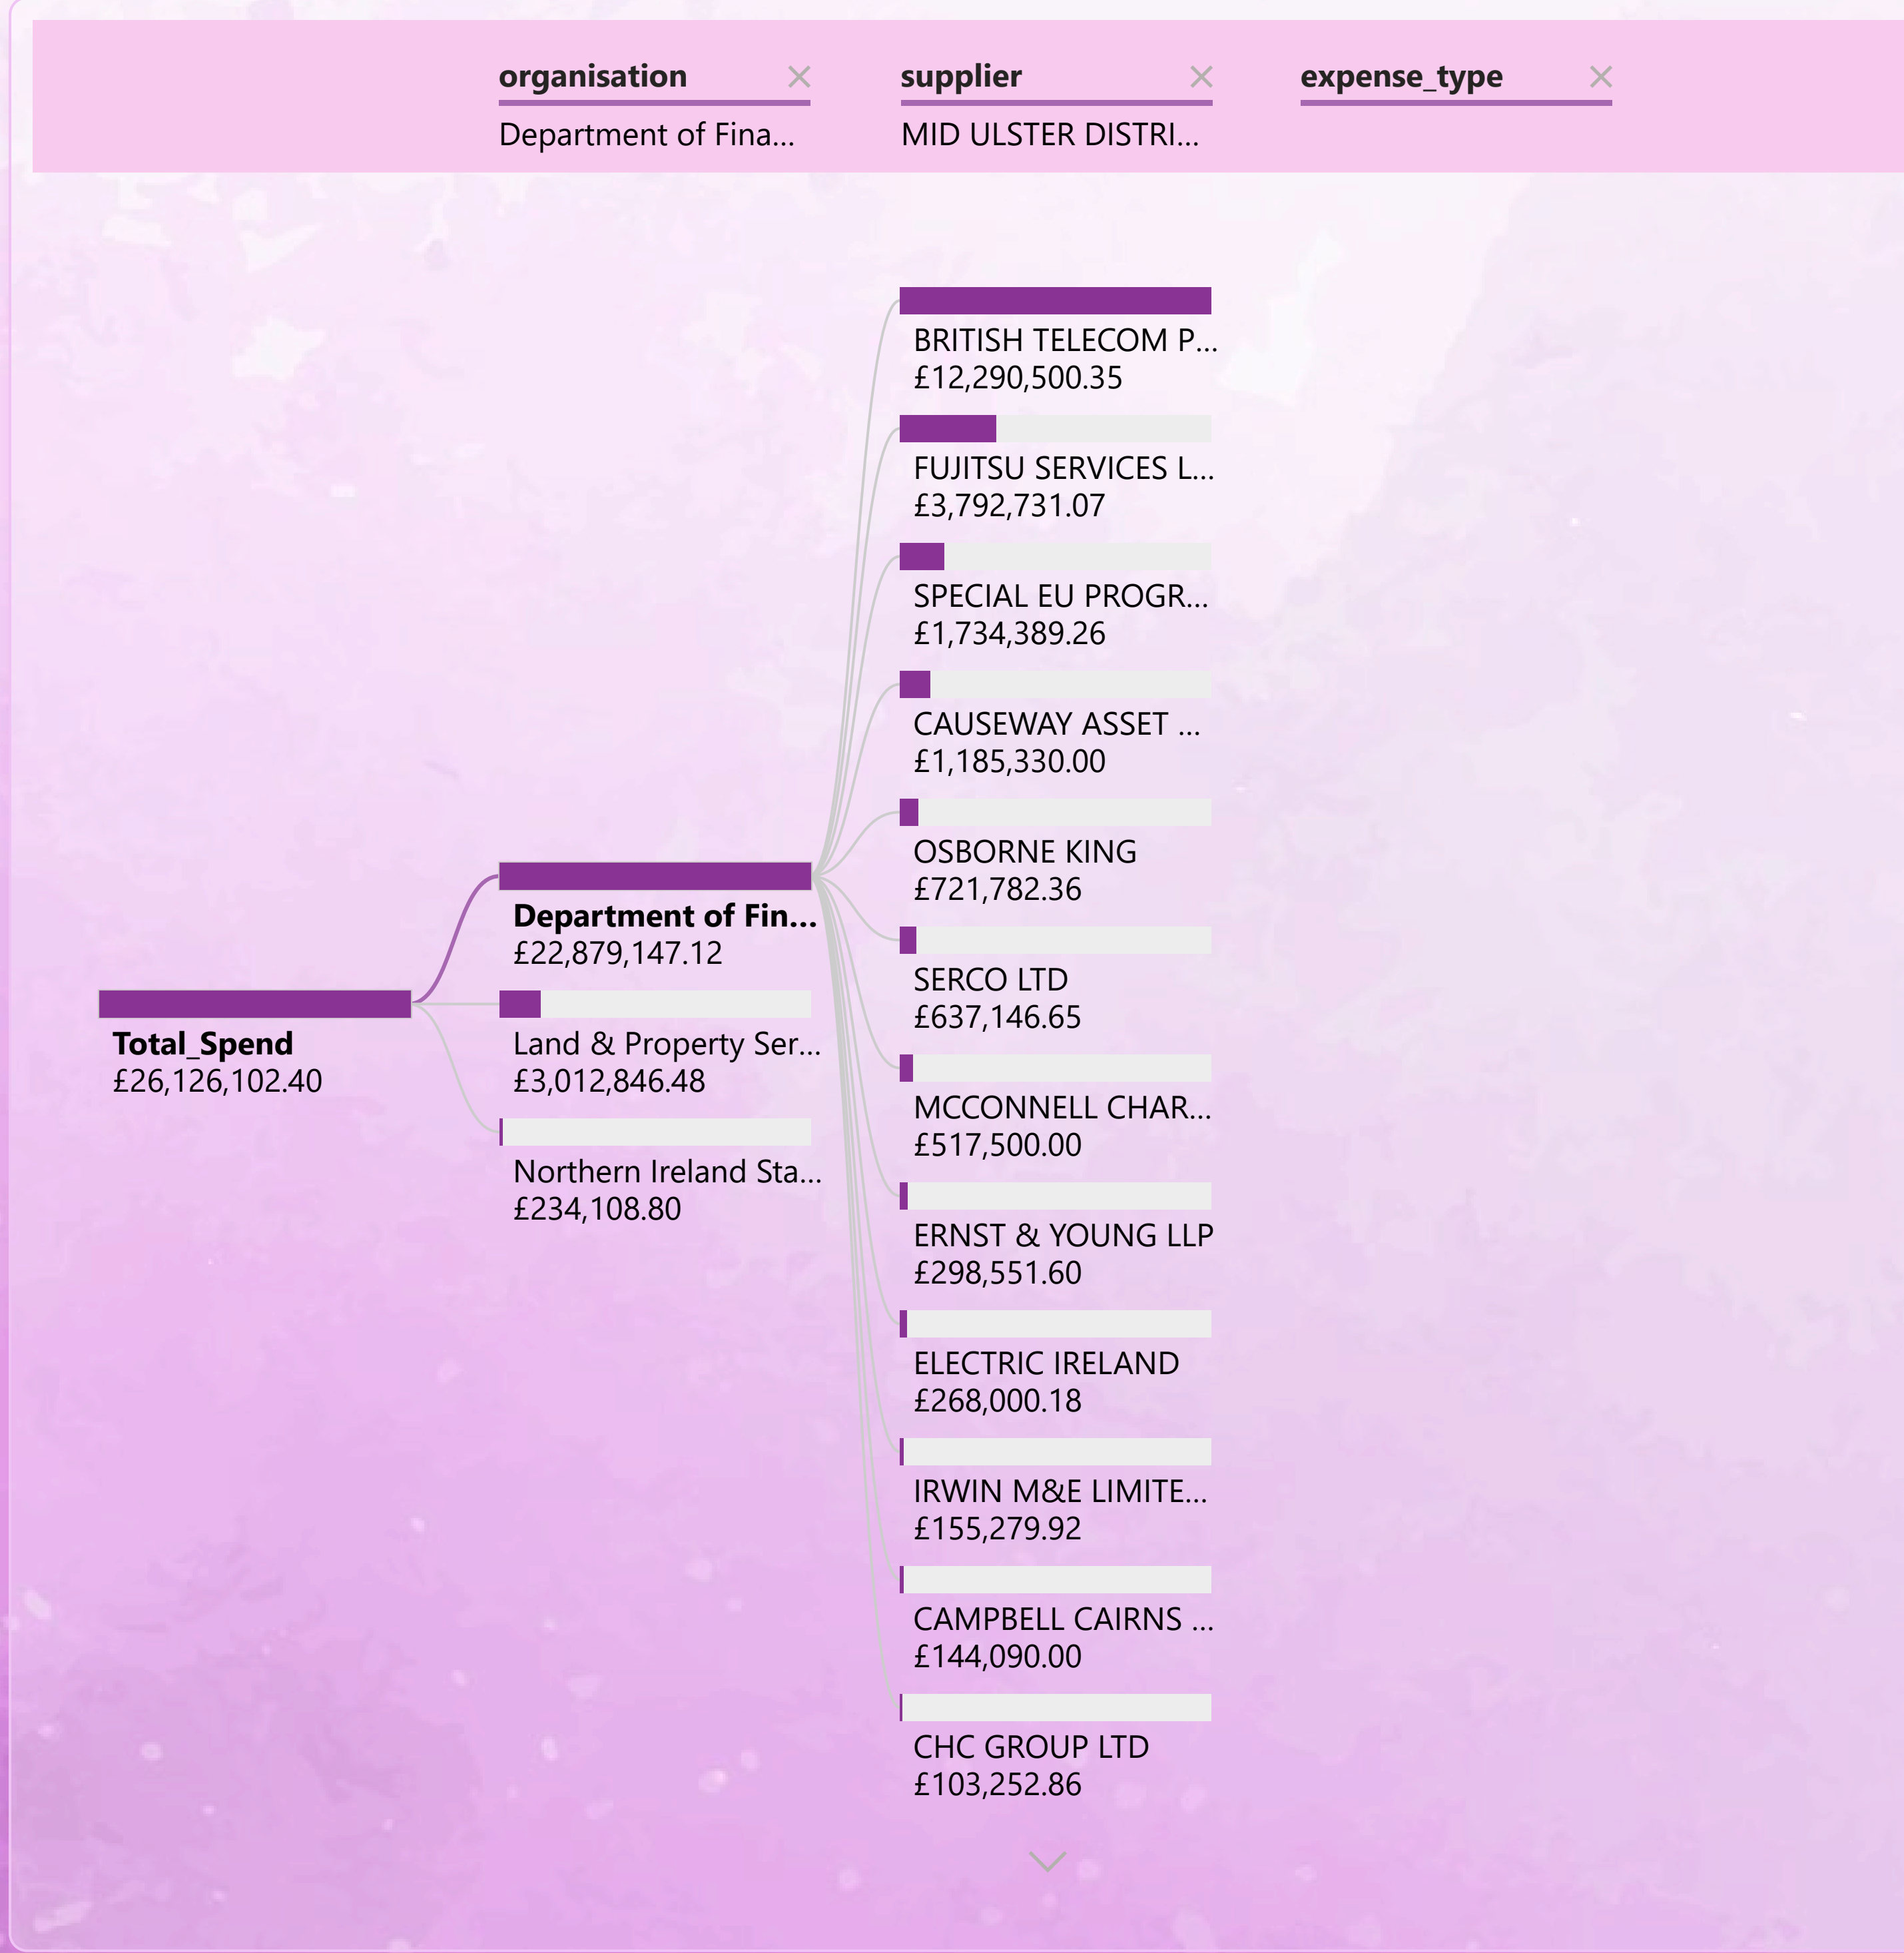 organisation
supplier
expense_type
Department of Fina...
MID ULSTER DISTRI...
BRITISH TELECOM P...
£12,290,500.35
FUJITSU SERVICES L...
£3,792,731.07
SPECIAL EU PROGR...
£1,734,389.26
CAUSEWAY ASSET ...
£1,185,330.00
OSBORNE KING
£721,782.36
Department of Fin...
£22,879,147.12
SERCO LTD
£637,146.65
Total_Spend
£26,126,102.40
Land & Property Ser...
£3,012,846.48
MCCONNELL CHAR...
£517,500.00
Northern Ireland Sta...
£234,108.80
ERNST & YOUNG LLP
£298,551.60
ELECTRIC IRELAND
£268,000.18
IRWIN M&E LIMITE...
£155,279.92
CAMPBELL CAIRNS ...
£144,090.00
CHC GROUP LTD
£103,252.86